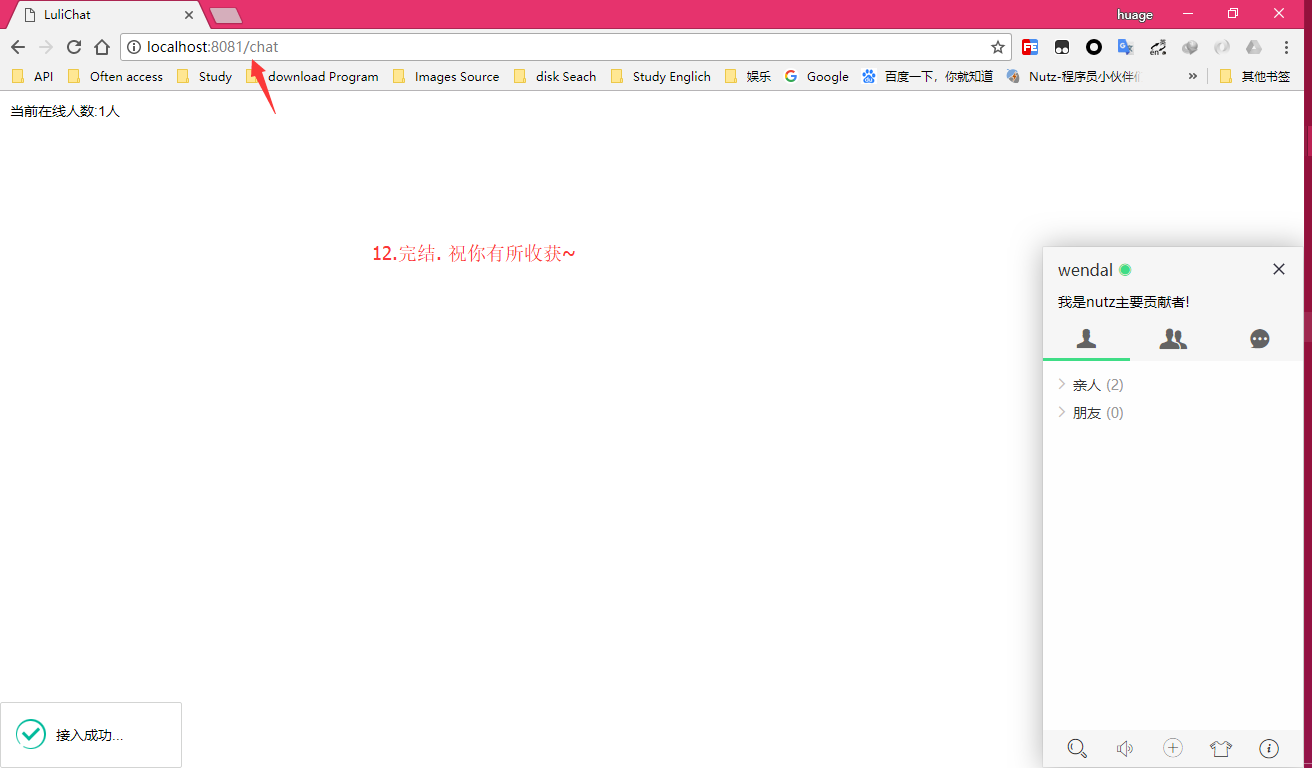 LuliChat
huage
localhost:8081/chat
API
Often access
Study
download Program
Images Source
disk Seach
Study English
娱乐
Google
百度一下，你就知道
Nutz-程序员小伙伴
»
其他书签
当前在线人数:1人
12.完结. 祝你有所收获~
wendal
我是nutz主要贡献者!
亲人 (2)
朋友 (0)
接入成功...